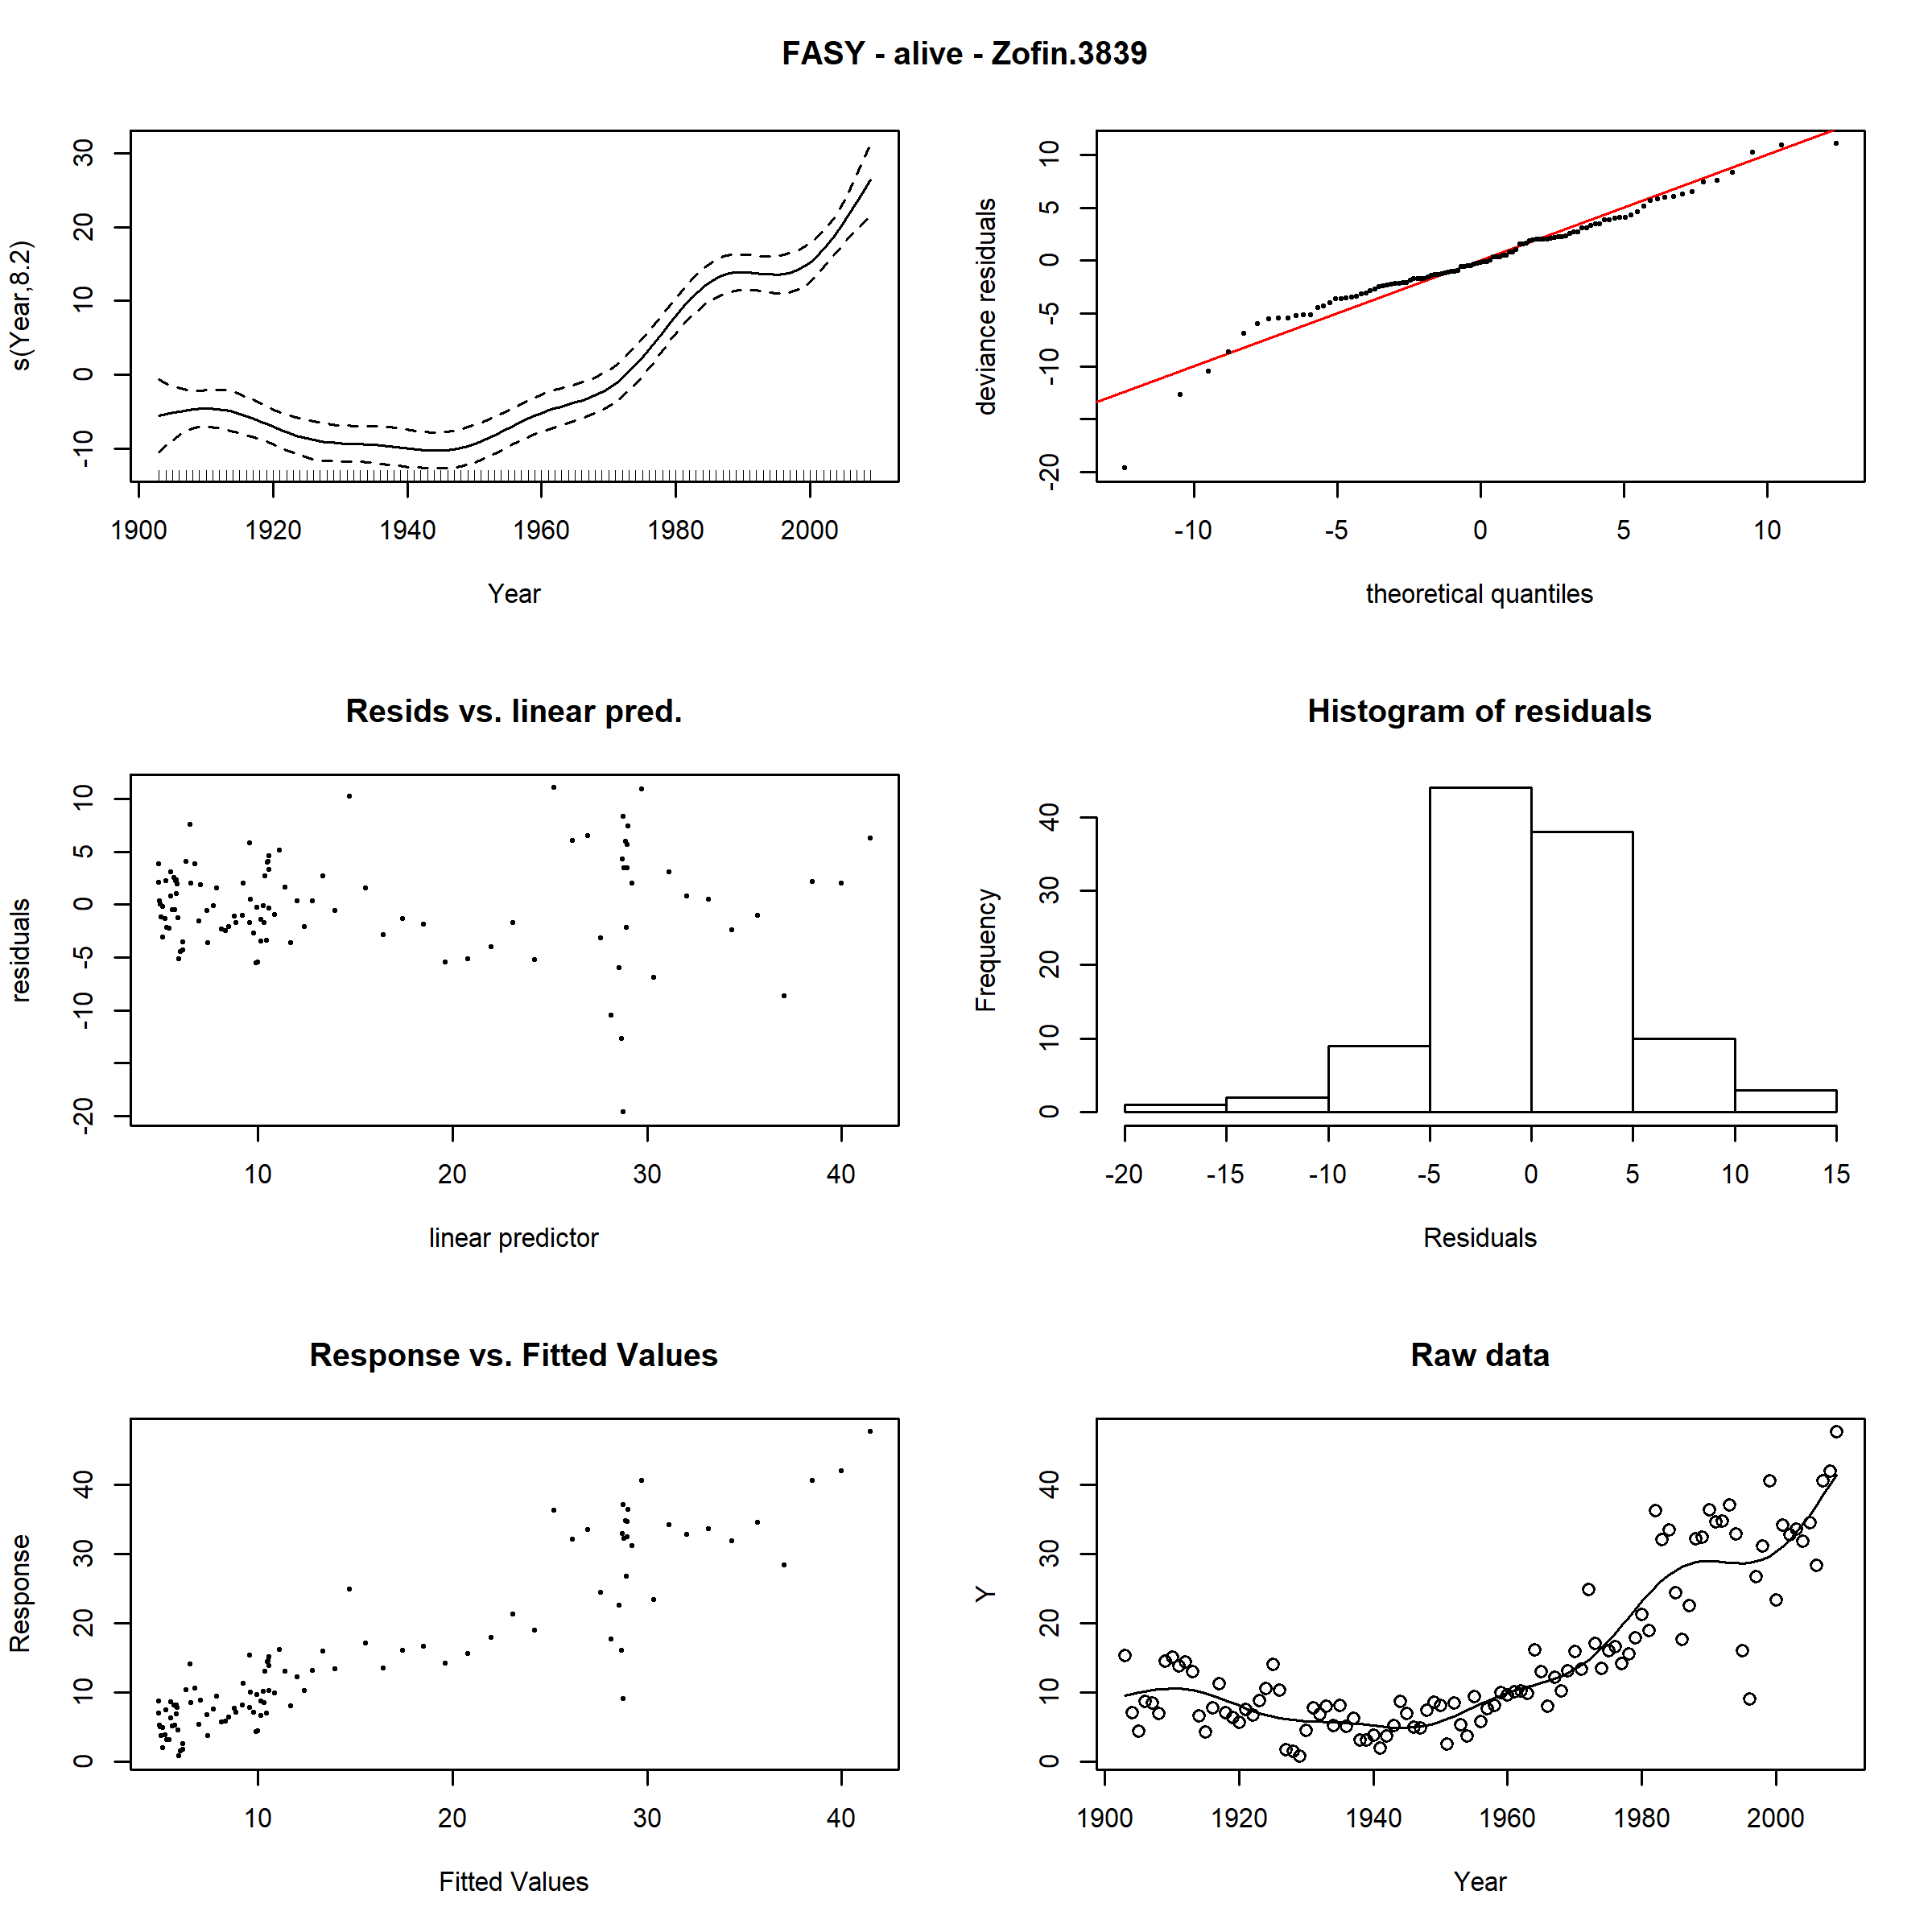 FASY - alive - Zofin.3839
s(Year,8.2)
-10 0 10 20 30
1900 1920 1940 1960 1980 2000
Year
deviance residuals
-20 -10 -5 0 5 10
-10 -5 0 5 10
theoretical quantiles
Resids vs. linear pred.
residuals
-20 -10 -5 0 5 10
10 20 30 40
linear predictor
Histogram of residuals
Frequency
0 10 20 30 40
-20 -15 -10 -5 0 5 10 15
Residuals
Response vs. Fitted Values
Response
0 10 20 30 40
10 20 30 40
Fitted Values
Raw data
Y
0 10 20 30 40
1900 1920 1940 1960 1980 2000
Year